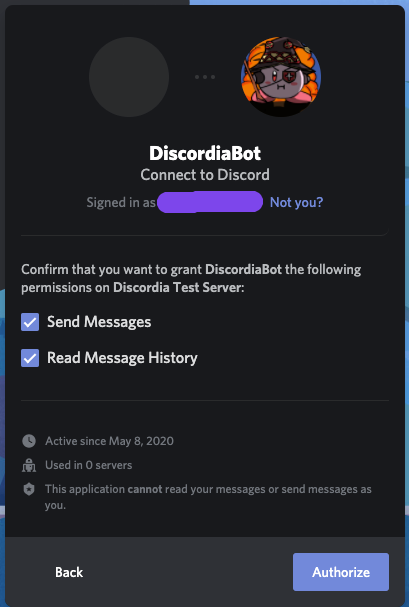 DiscordiaBot
Connect to Discord
Signed in as Not you?
Confirm that you want to grant DiscordiaBot the following
permissions on Discordia Test Server:
Send Messages
Read Message History
Active since May 8, 2020
Used in 0 servers
This application cannot read your messages or send messages as
you.
Back Authorize